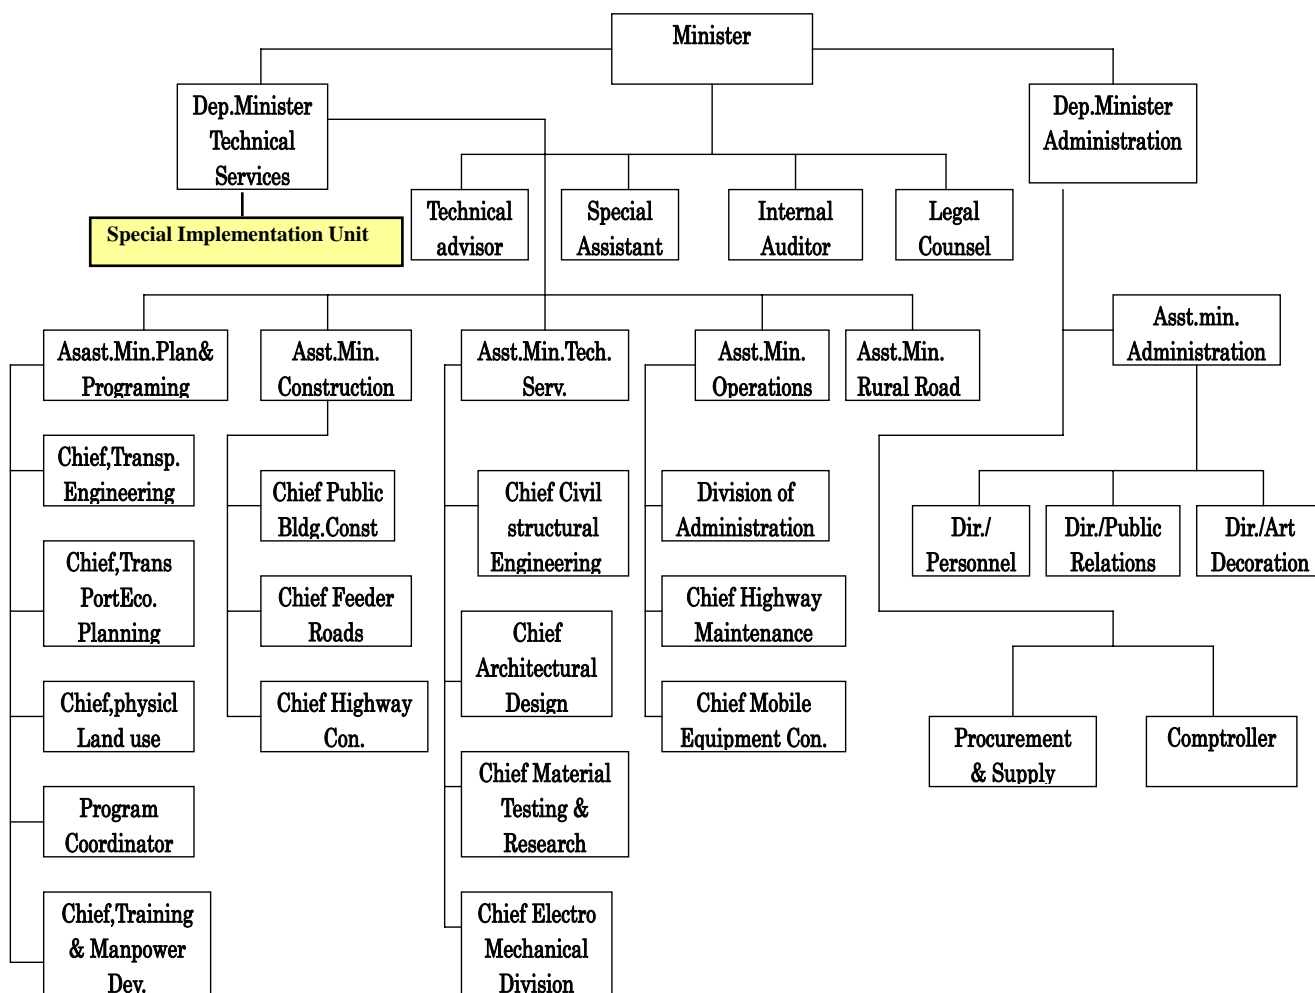 Minister
Dep.Minister
Technical
Services
Dep.Minister
Administration
Special Implementation Unit
Technical
advisor
Special
Assistant
Internal
Auditor
Legal
Counsel
Asast.Min.Plan&
Programing
Asst.Min.
Construction
Asst.Min.Tech.
Serv.
Asst.Min.
Operations
Asst.Min.
Rural Road
Asst.min.
Administration
Chief,Transp.
Engineering
Chief,Trans
PortEco.
Planning
Chief,physicl
Land use
Program
Coordinator
Chief,Training
& Manpower
Dev.
Chief Public
Bldg.Const
Chief Feeder
Roads
Chief Highway
Con.
Chief Civil
structural
Engineering
Chief
Architectural
Design
Chief Material
Testing &
Research
Chief Electro
Mechanical
Division
Division of
Administration
Chief Highway
Maintenance
Chief Mobile
Equipment Con.
Dir./
Personnel
Dir./Public
Relations
Dir./Art
Decoration
Procurement
& Supply
Comptroller